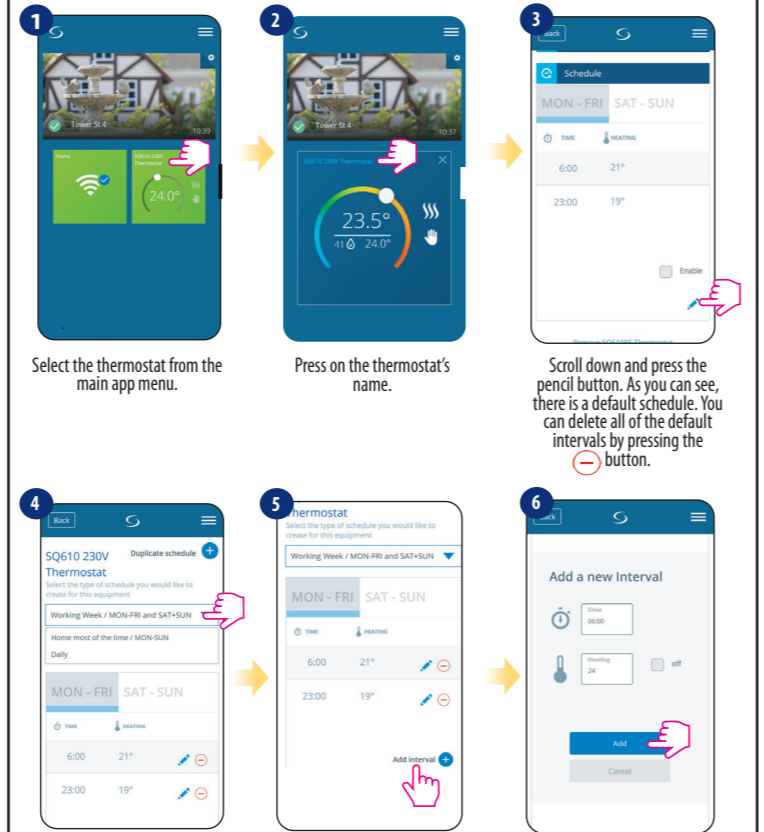 1
Tower St 4
10:39
Home
SQ610 230V
Thermostat
24.0°
Select the thermostat from the
main app menu.
2
Tower St 4
10:37
SQ610 230V Thermostat
23.5°
41 24.0°
Press on the thermostat's
name.
3
Back
Schedule
MON - FRI SAT - SUN
TIME HEATING
6:00 21°
23:00 19°
Enable
Scroll down and press the
pencil button. As you can see,
there is a default schedule. You
can delete all of the default
intervals by pressing the
button.
4
Back
SQ610 230V Duplicate schedule
Thermostat
Select the type of schedule you would like to
create for this equipment
Working Week / MON-FRI and SAT+SUN
Home most of the time / MON-SUN
Daily
MON - FRI SAT - SUN
TIME HEATING
6:00 21°
23:00 19°
5
Thermostat
Select the type of schedule you would like to
create for this equipment
Working Week / MON-FRI and SAT+SUN
MON - FRI SAT - SUN
TIME HEATING
6:00 21°
23:00 19°
Add interval
6
Back
Add a new Interval
Time
06:00
Heating
24
off
Add
Cancel